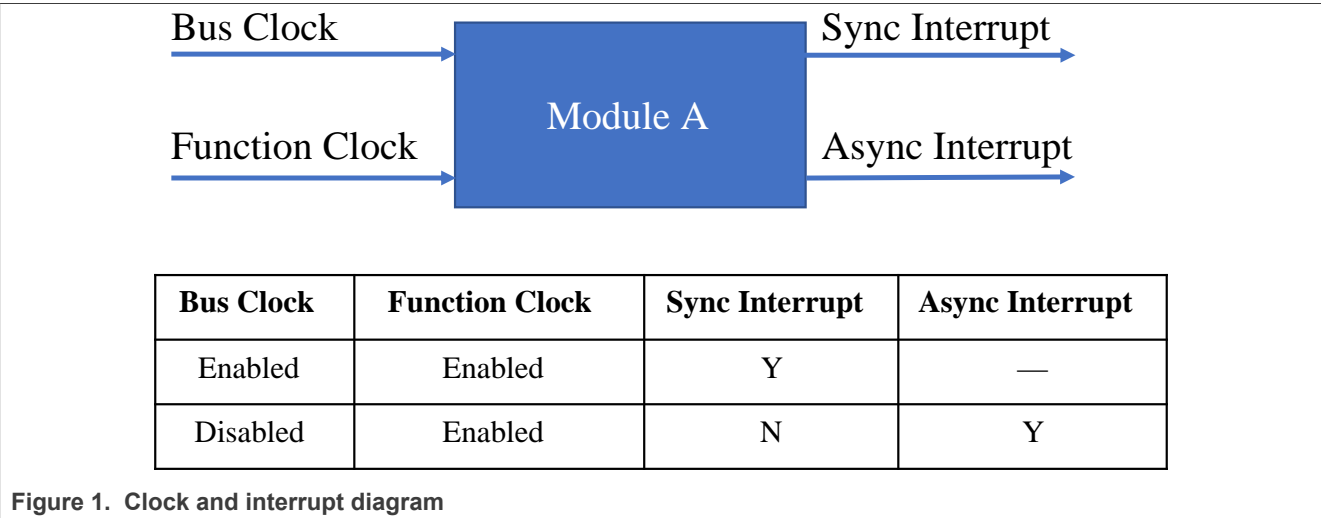 Bus Clock
Sync Interrupt
Module A
Function Clock
Async Interrupt
Bus Clock Function Clock Sync Interrupt Async Interrupt
Enabled Enabled Y —
Disabled Enabled N Y
Figure 1. Clock and interrupt diagram